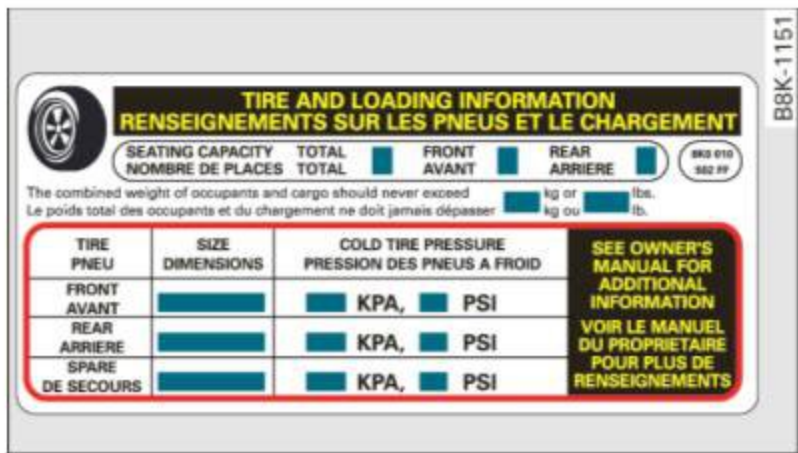 B8K-1151
TIRE AND LOADING INFORMATION
RENSEIGNEMENTS SUR LES PNEUS ET LE CHARGEMENT
SEATING CAPACITY TOTAL FRONT REAR
NOMBRE DE PLACES TOTAL AVANT ARRIERE
8K0 010
502 FF
The combined weight of occupants and cargo should never exceed kg or lbs.
Le poids total des occupants et du chargement ne doit jamais dépasser kg ou lb.
TIRE SIZE COLD TIRE PRESSURE
PNEU DIMENSIONS PRESSION DES PNEUS A FROID
FRONT
AVANT KPA, PSI
REAR
ARRIERE KPA, PSI
SPARE
DE SECOURS KPA, PSI
SEE OWNER'S
MANUAL FOR
ADDITIONAL
INFORMATION
VOIR LE MANUEL
DU PROPRIETAIRE
POUR PLUS DE
RENSEIGNEMENTS